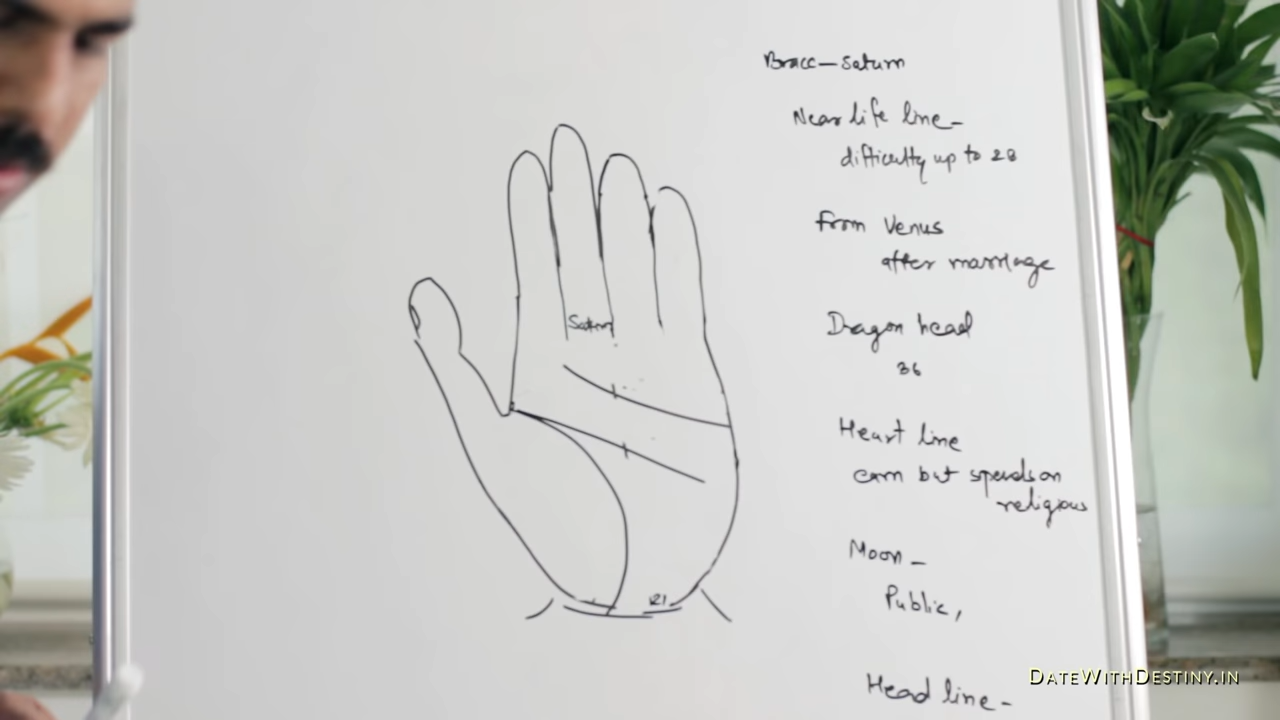 Brace - Saturn
Near life line -
difficulty up to 28
From Venus
after marriage
Dragon head
36
Heart line
earn but spends on
religious
Moon -
Public,
Head line -
Saturn
21
DateWithDestiny.in